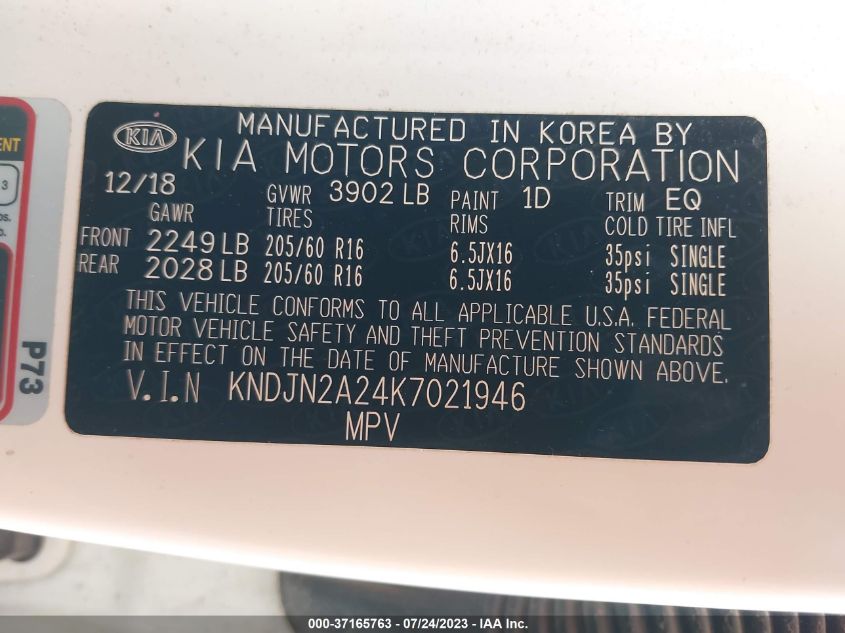 KIA
MANUFACTURED IN KOREA BY
KIA MOTORS CORPORATION
12/18 GVWR 3902 LB PAINT 1D TRIM EQ
GAWR TIRES RIMS COLD TIRE INFL
FRONT 2249 LB 205/60 R16 6.5JX16 35psi SINGLE
REAR 2028 LB 205/60 R16 6.5JX16 35psi SINGLE
THIS VEHICLE CONFORMS TO ALL APPLICABLE U.S.A. FEDERAL
MOTOR VEHICLE SAFETY AND THEFT PREVENTION STANDARDS
IN EFFECT ON THE DATE OF MANUFACTURE SHOWN ABOVE.
V.I.N KNDJN2A24K7021946
MPV
3
P73
000-37165763 - 07/24/2023 - IAA Inc.